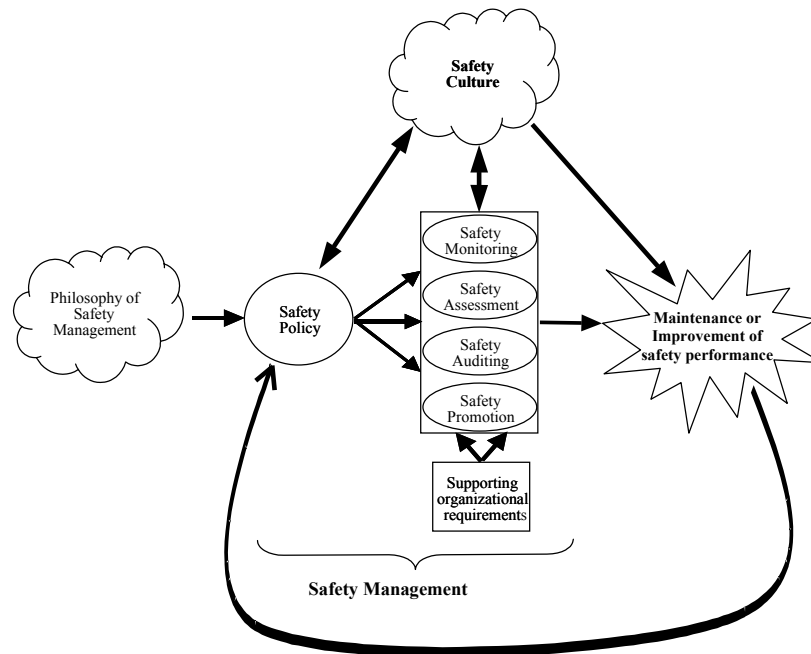 Safety
Culture
Philosophy of
Safety
Management
Safety
Policy
Safety
Monitoring
Safety
Assessment
Safety
Auditing
Safety
Promotion
Supporting
organizational
requirements
Maintenance or
Improvement of
safety performance
Safety Management